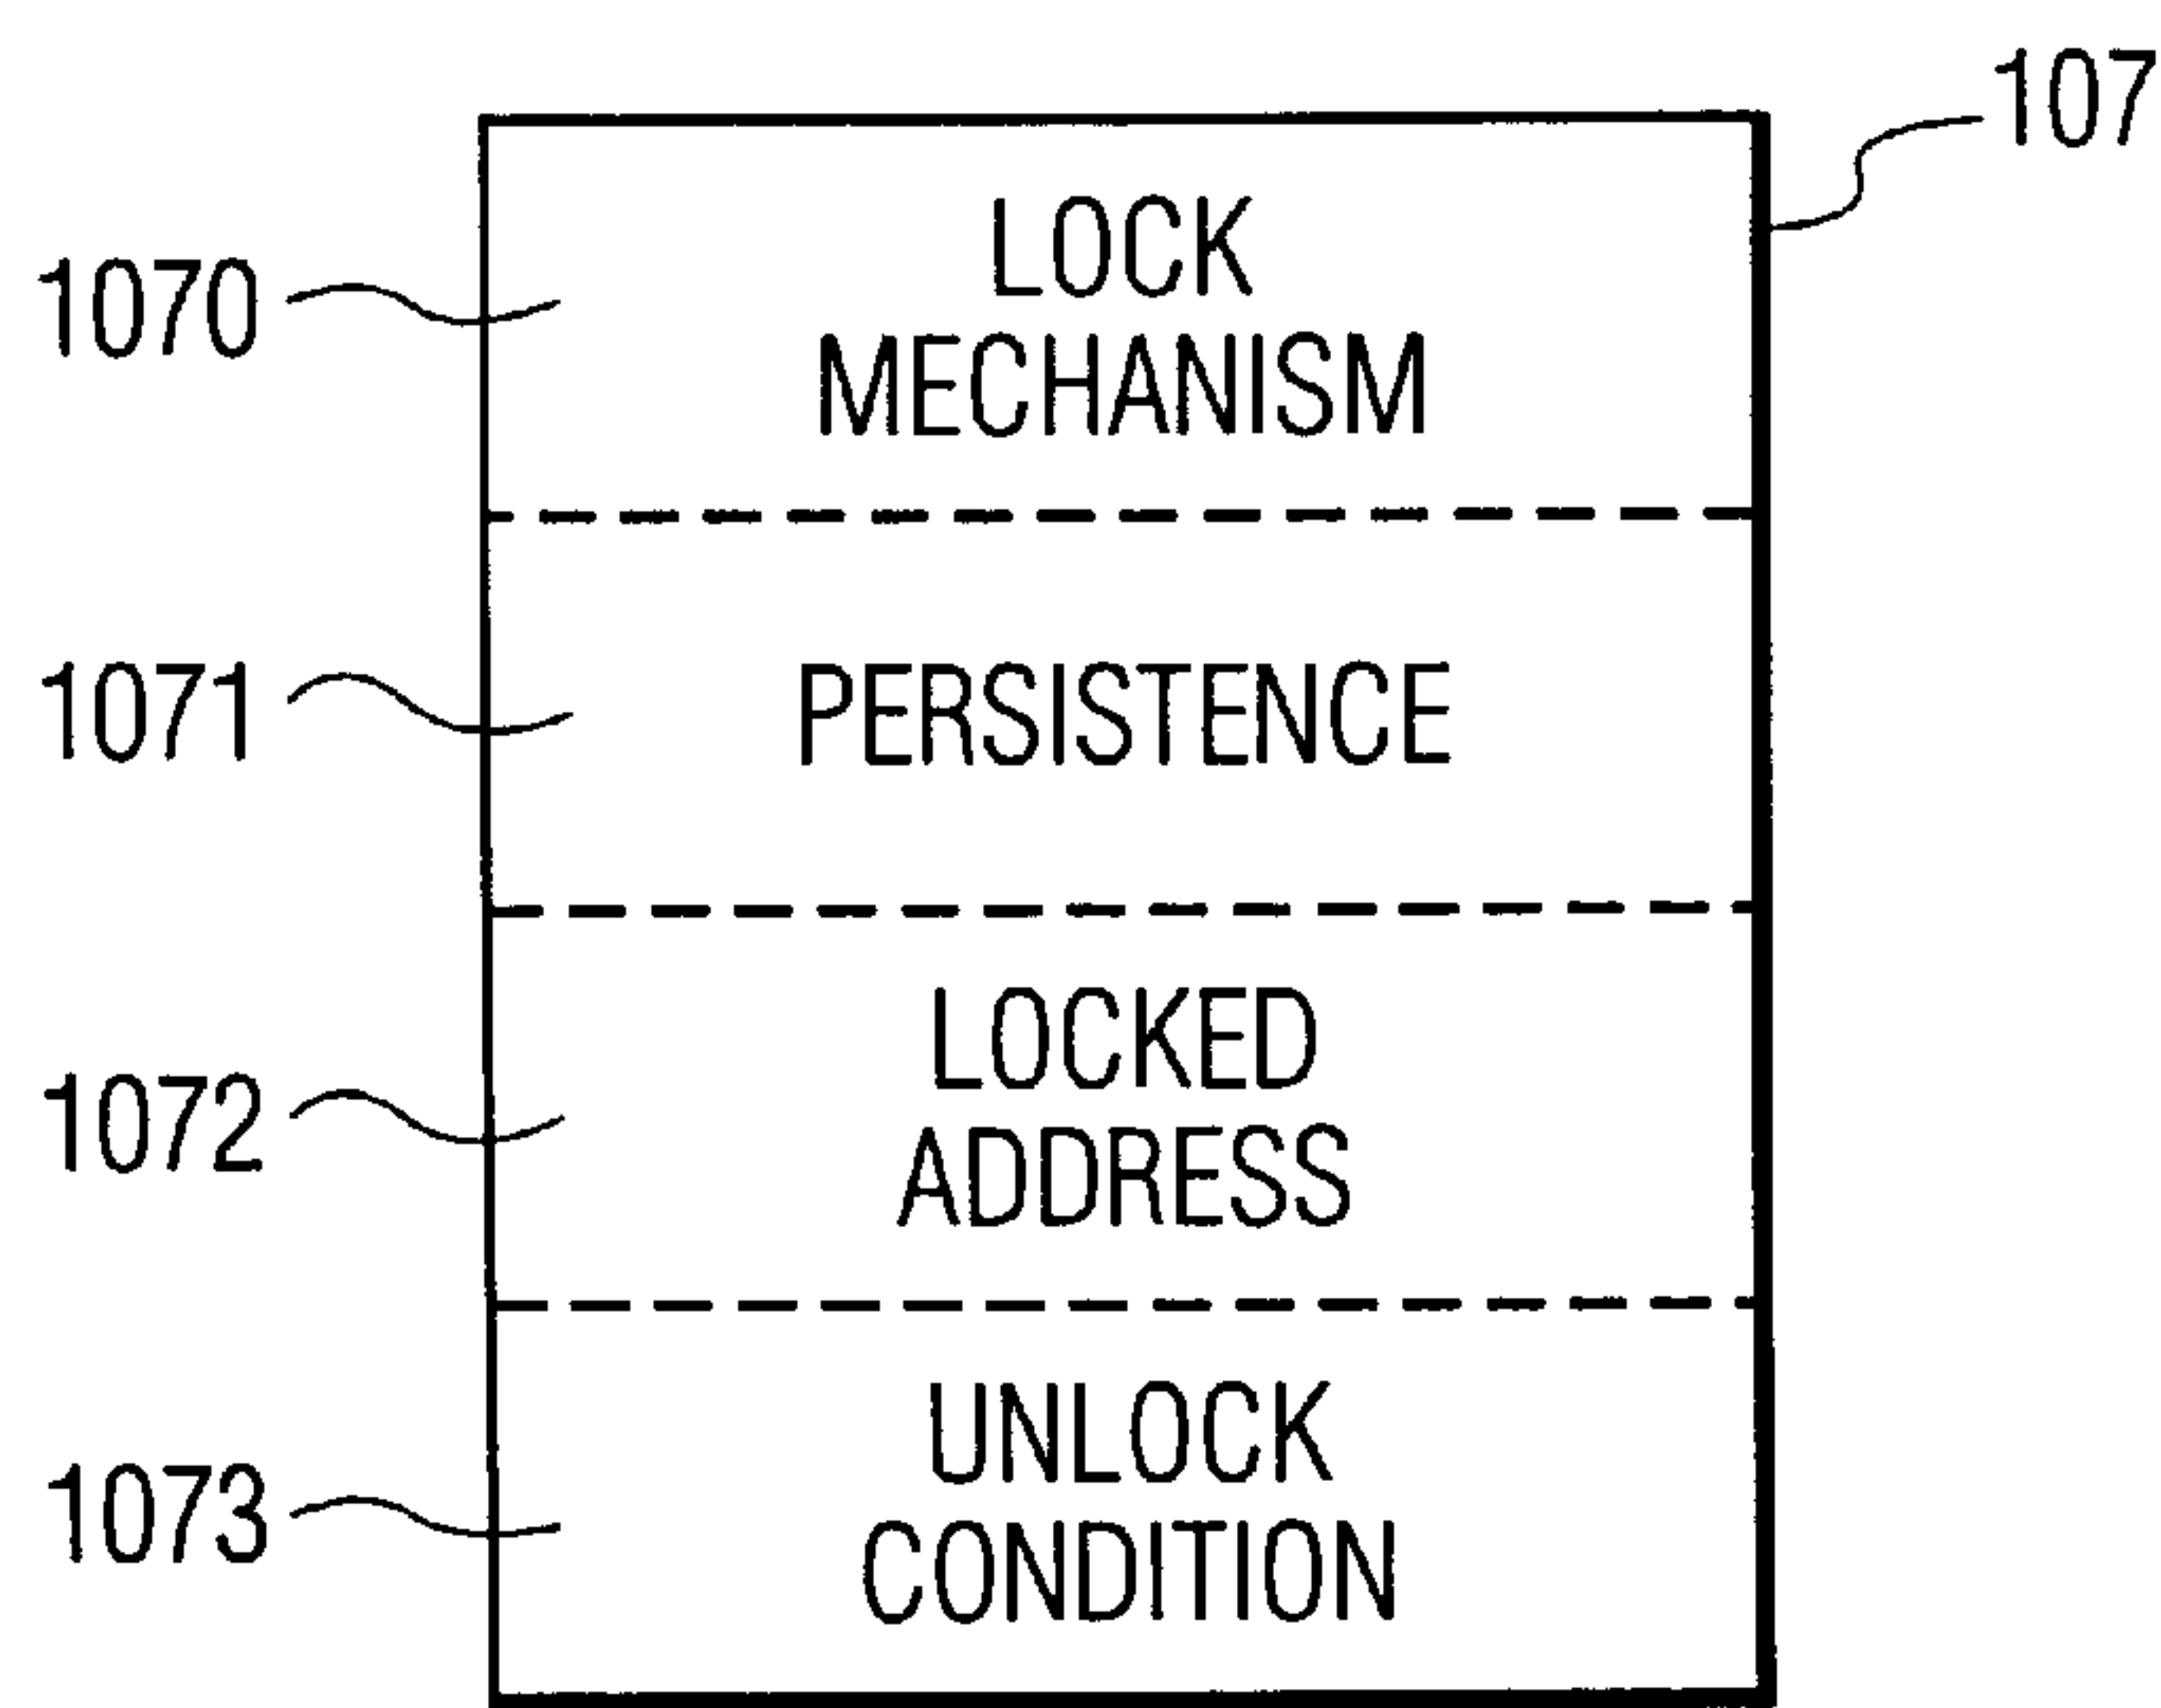 107
1070
LOCK
MECHANISM
1071
PERSISTENCE
1072
LOCKED
ADDRESS
1073
UNLOCK
CONDITION